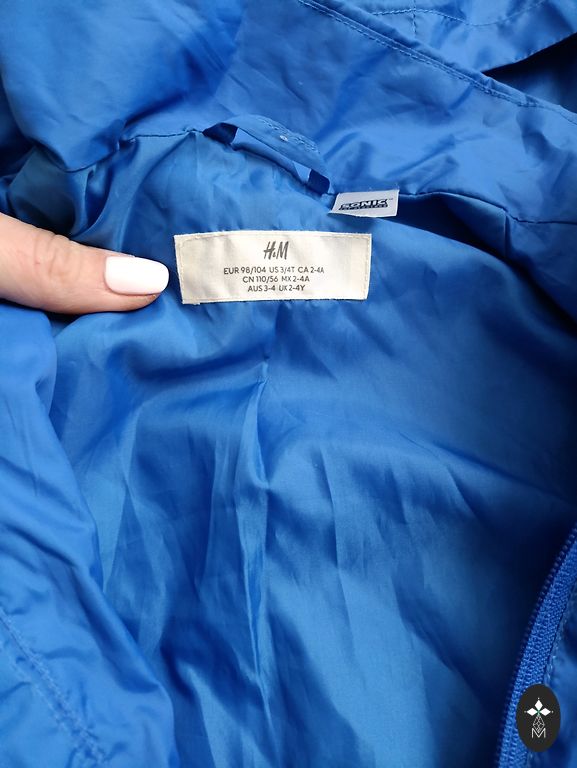 SONIC
H&M
EUR 98/104 US 3/4T CA 2-4A
CN 110/56 MX 2-4A
AUS 3-4 UK 2-4Y